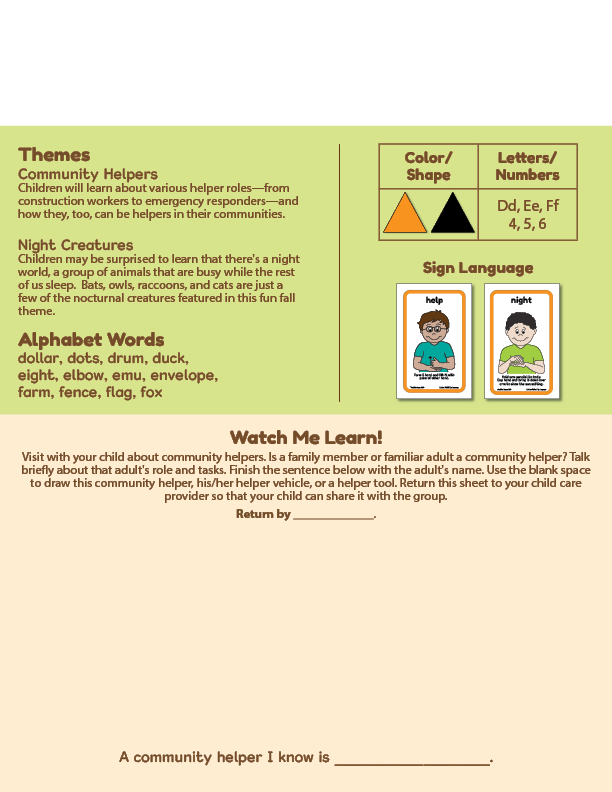 Themes
Community Helpers
Children will learn about various helper roles—from
construction workers to emergency responders—and
how they, too, can be helpers in their communities.
Night Creatures
Children may be surprised to learn that there's a night
world, a group of animals that are busy while the rest
of us sleep. Bats, owls, raccoons, and cats are just a
few of the nocturnal creatures featured in this fun fall
theme.
Alphabet Words
dollar, dots, drum, duck,
eight, elbow, emu, envelope,
farm, fence, flag, fox
Color/
Shape
Letters/
Numbers
Dd, Ee, Ff
4, 5, 6
Sign Language
help
night
Watch Me Learn!
Visit with your child about community helpers. Is a family member or familiar adult a community helper? Talk
briefly about that adult's role and tasks. Finish the sentence below with the adult's name. Use the blank space
to draw this community helper, his/her helper vehicle, or a helper tool. Return this sheet to your child care
provider so that your child can share it with the group.
Return by _____________.
A community helper I know is ___________________.